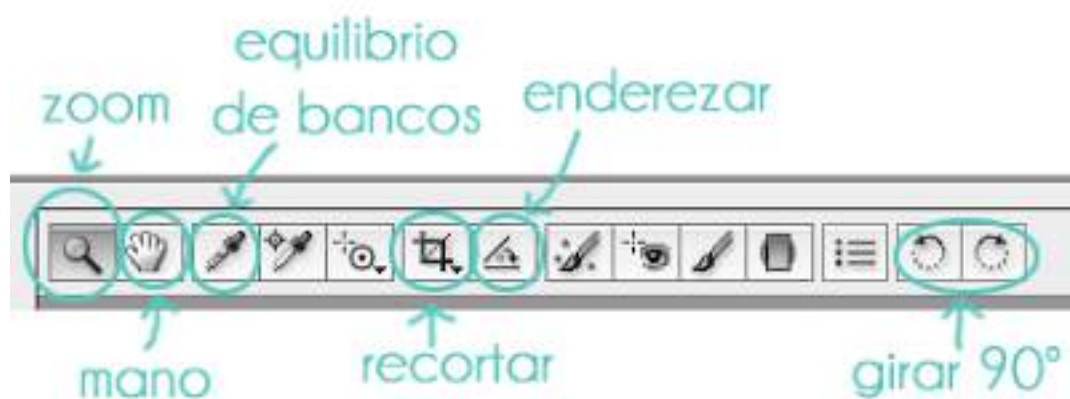 equilibrio
de bancos
zoom
enderezar
mano
recortar
girar 90°